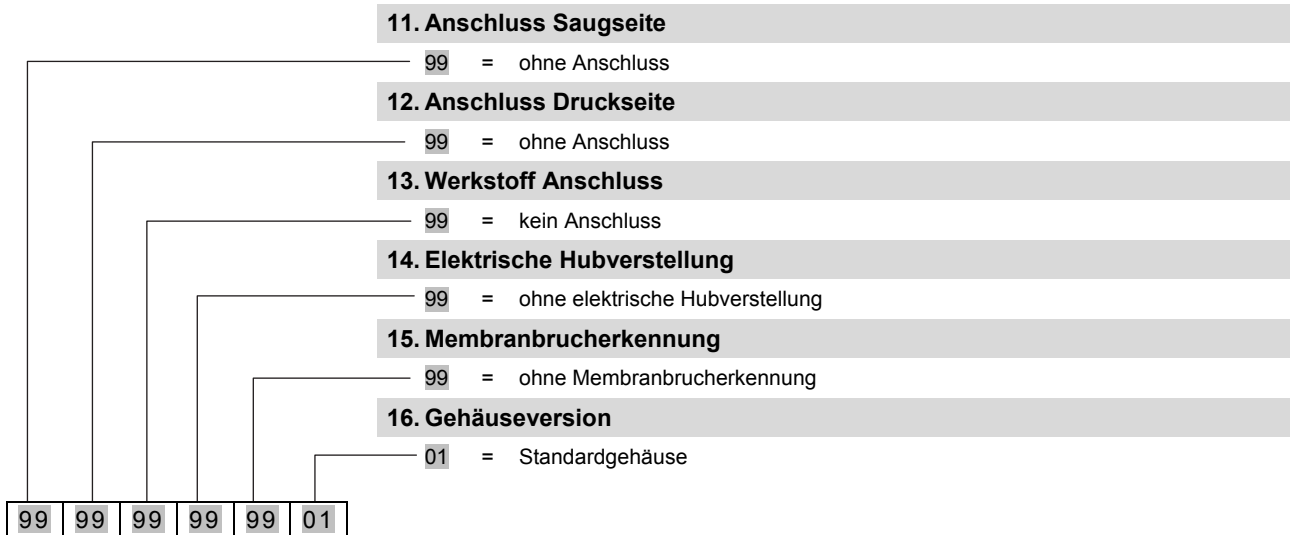 11. Anschluss Saugseite
99 = ohne Anschluss
12. Anschluss Druckseite
99 = ohne Anschluss
13. Werkstoff Anschluss
99 = kein Anschluss
14. Elektrische Hubverstellung
99 = ohne elektrische Hubverstellung
15. Membranbrucherkennung
99 = ohne Membranbrucherkennung
16. Gehäuseversion
01 = Standardgehäuse
99 99 99 99 99 01